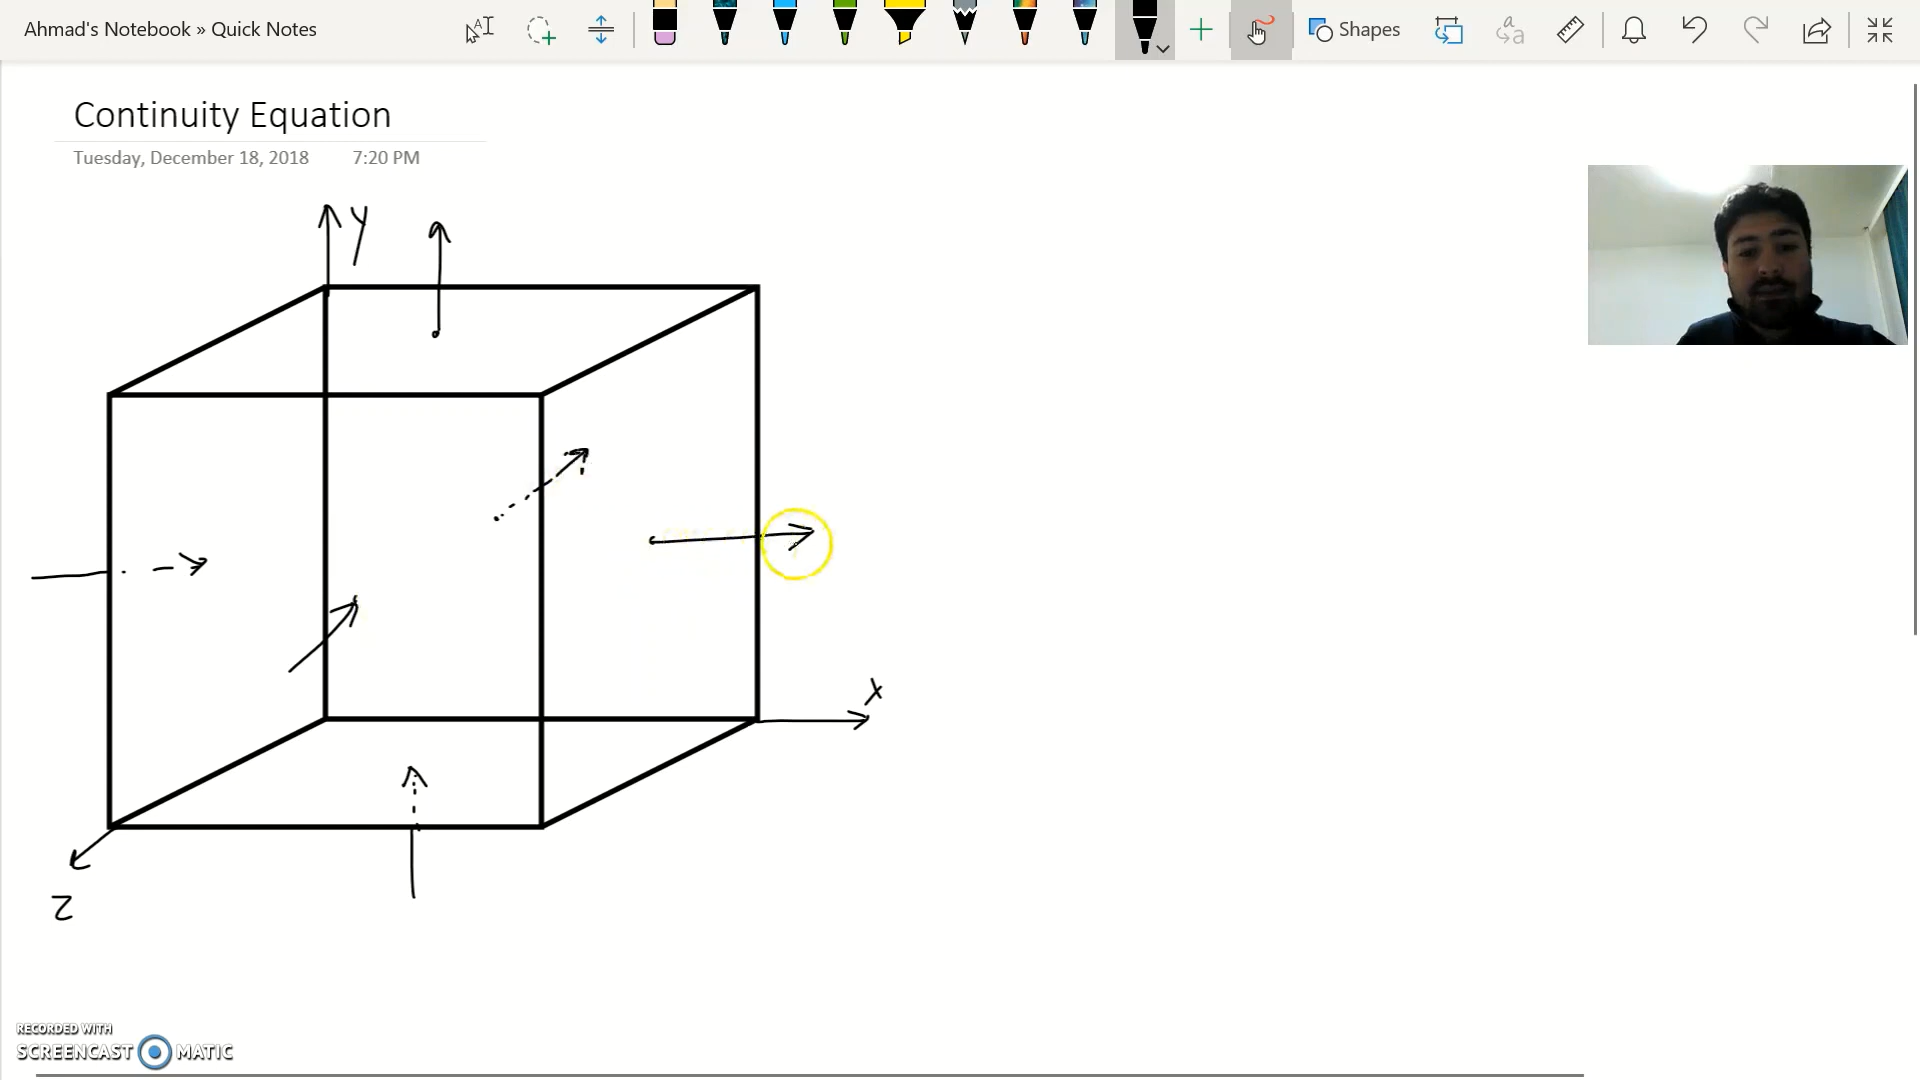 Ahmad's Notebook » Quick Notes
Shapes
Continuity Equation
Tuesday, December 18, 2018 7:20 PM
Y
X
Z
RECORDED WITH
SCREENCAST MATIC